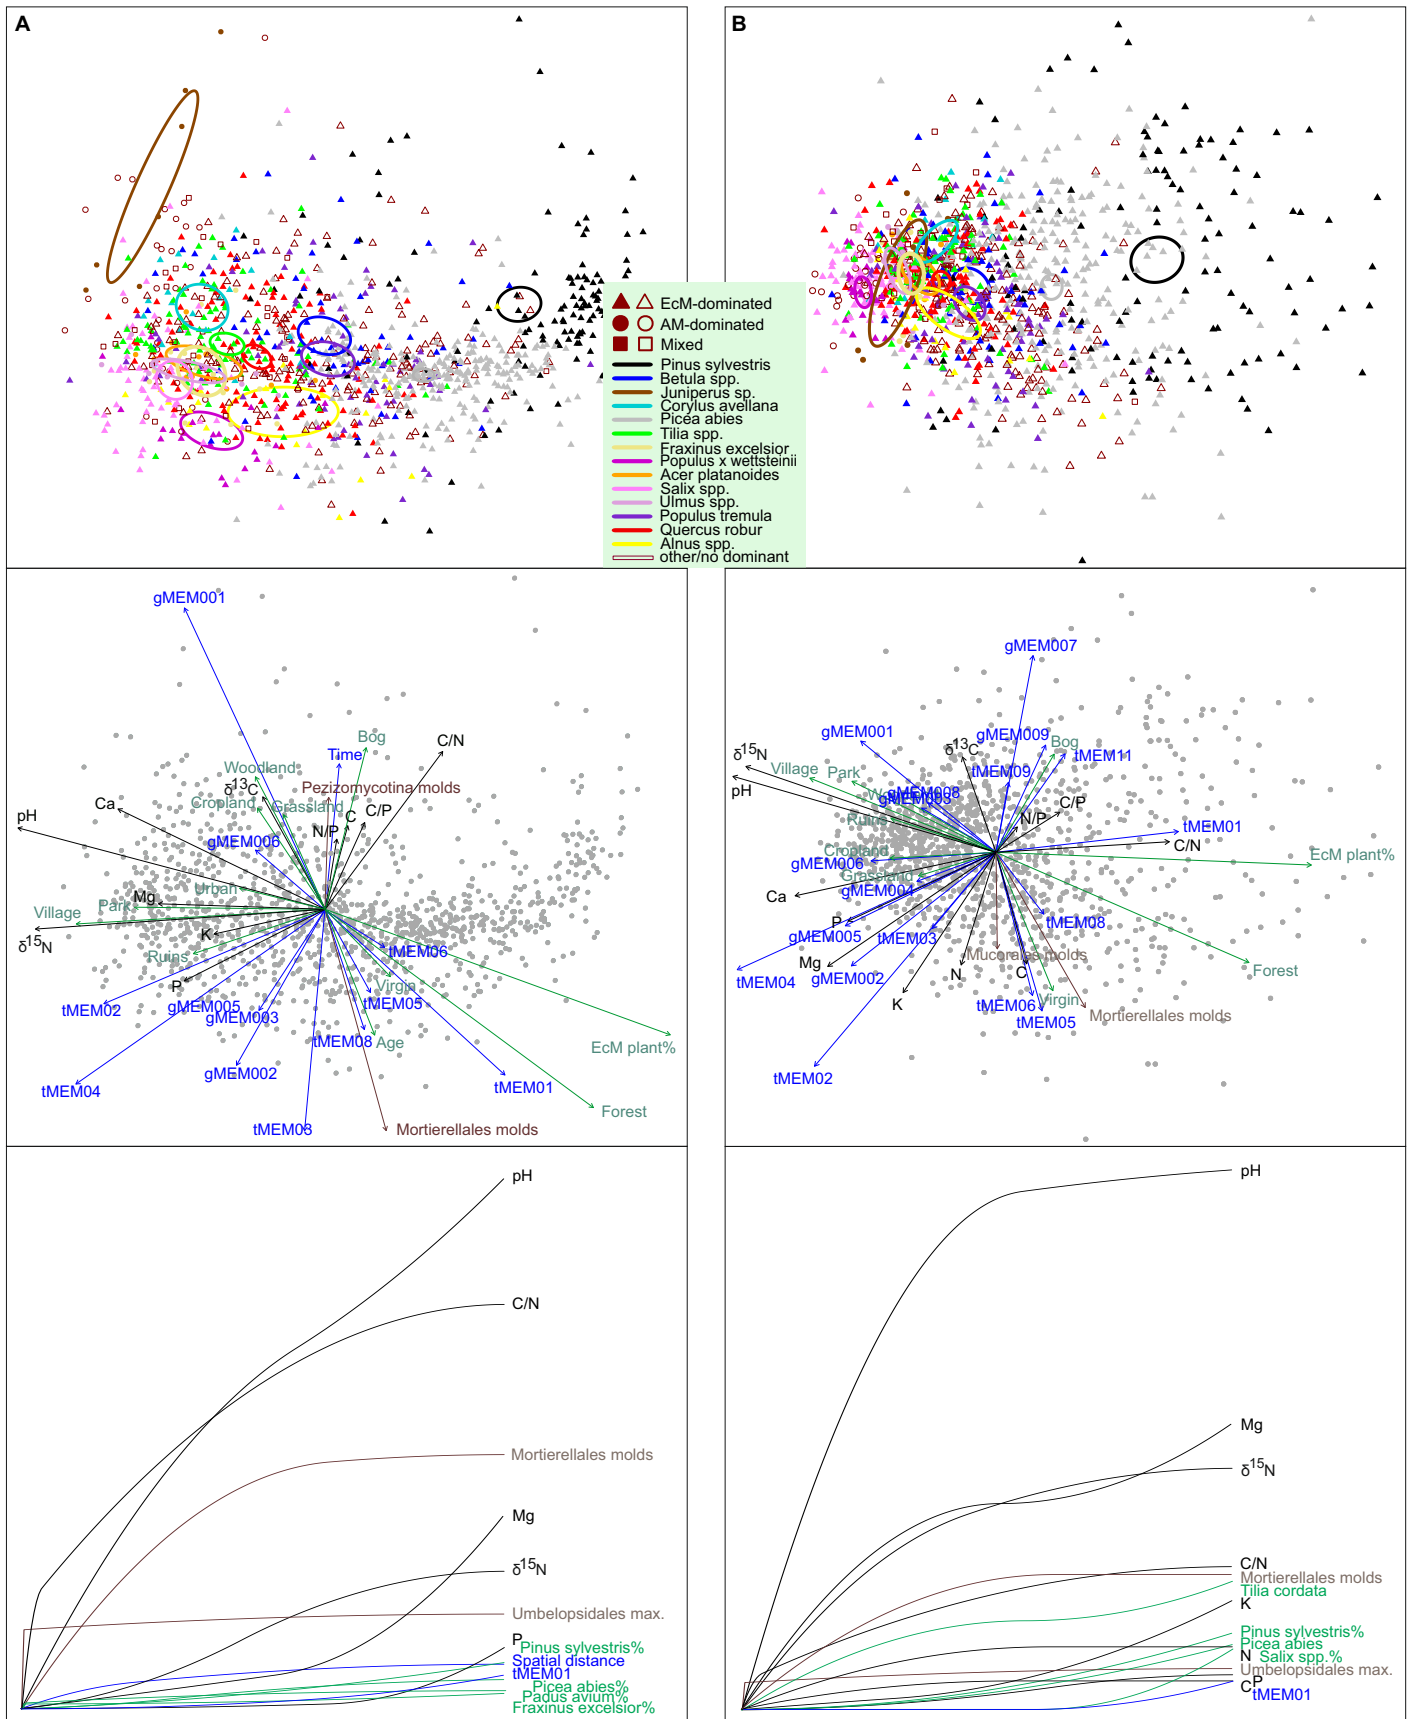 A
B
EcM-dominated
AM-dominated
Mixed
Pinus sylvestris
Betula spp.
Juniperus sp.
Corylus avellana
Picea abies
Tilia spp.
Fraxinus excelsior
Populus x wettsteinii
Acer platanoides
Salix spp.
Ulmus spp.
Populus tremula
Quercus robur
Alnus spp.
other/no dominant
gMEM001
Bog
C/N
Time
Woodland
δ13C
Pezizomycotina molds
Ca
Cropland
Grassland
pH
C
C/P
N/P
gMEM006
Urban
Mg
Park
Village
δ15N
K
Ruins
tMEM06
P
Virgin
tMEM02
gMEM005
gMEM003
tMEM05
tMEM08
Age
EcM plant%
gMEM002
tMEM01
tMEM04
Forest
tMEM03
Mortierellales molds
gMEM007
gMEM001
gMEM009
Bog
δ13C
tMEM11
δ15N
Village
Park
tMEM09
pH
gMEM008
gMEM003
C/P
Ruins
N/P
tMEM01
C/N
Cropland
EcM plant%
gMEM006
Grassland
gMEM004
Ca
P
tMEM08
gMEM005
tMEM03
Mucorales molds
Mg
gMEM002
N
C
Forest
tMEM04
K
tMEM06
Virgin
Mortierellales molds
tMEM05
tMEM02
pH
C/N
Mortierellales molds
Mg
δ15N
Umbelopsidales max.
P
Pinus sylvestris%
Spatial distance
tMEM01
Picea abies%
Padus avium%
Fraxinus excelsior%
pH
Mg
δ15N
C/N
Mortierellales molds
Tilia cordata
K
Pinus sylvestris%
Picea abies
N
Salix spp.%
Umbelopsidales max.
P
C
tMEM01